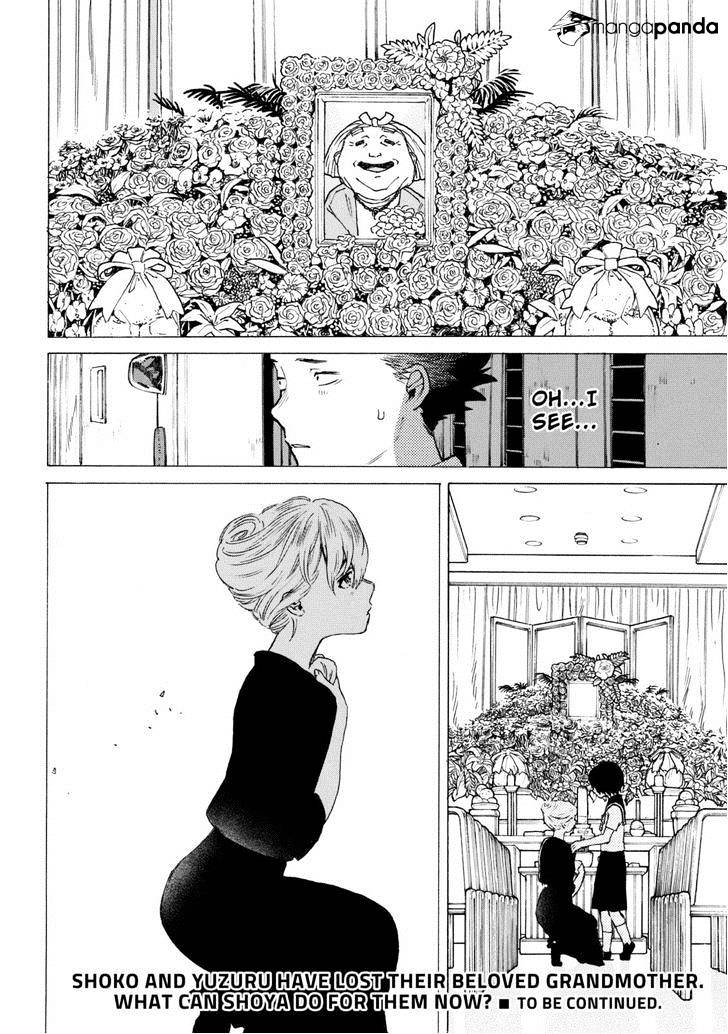 mangapanda
OH...I
SEE...
SHOKO AND YUZURU HAVE LOST THEIR BELOVED GRANDMOTHER.
WHAT CAN SHOYA DO FOR THEM NOW? ■ TO BE CONTINUED.